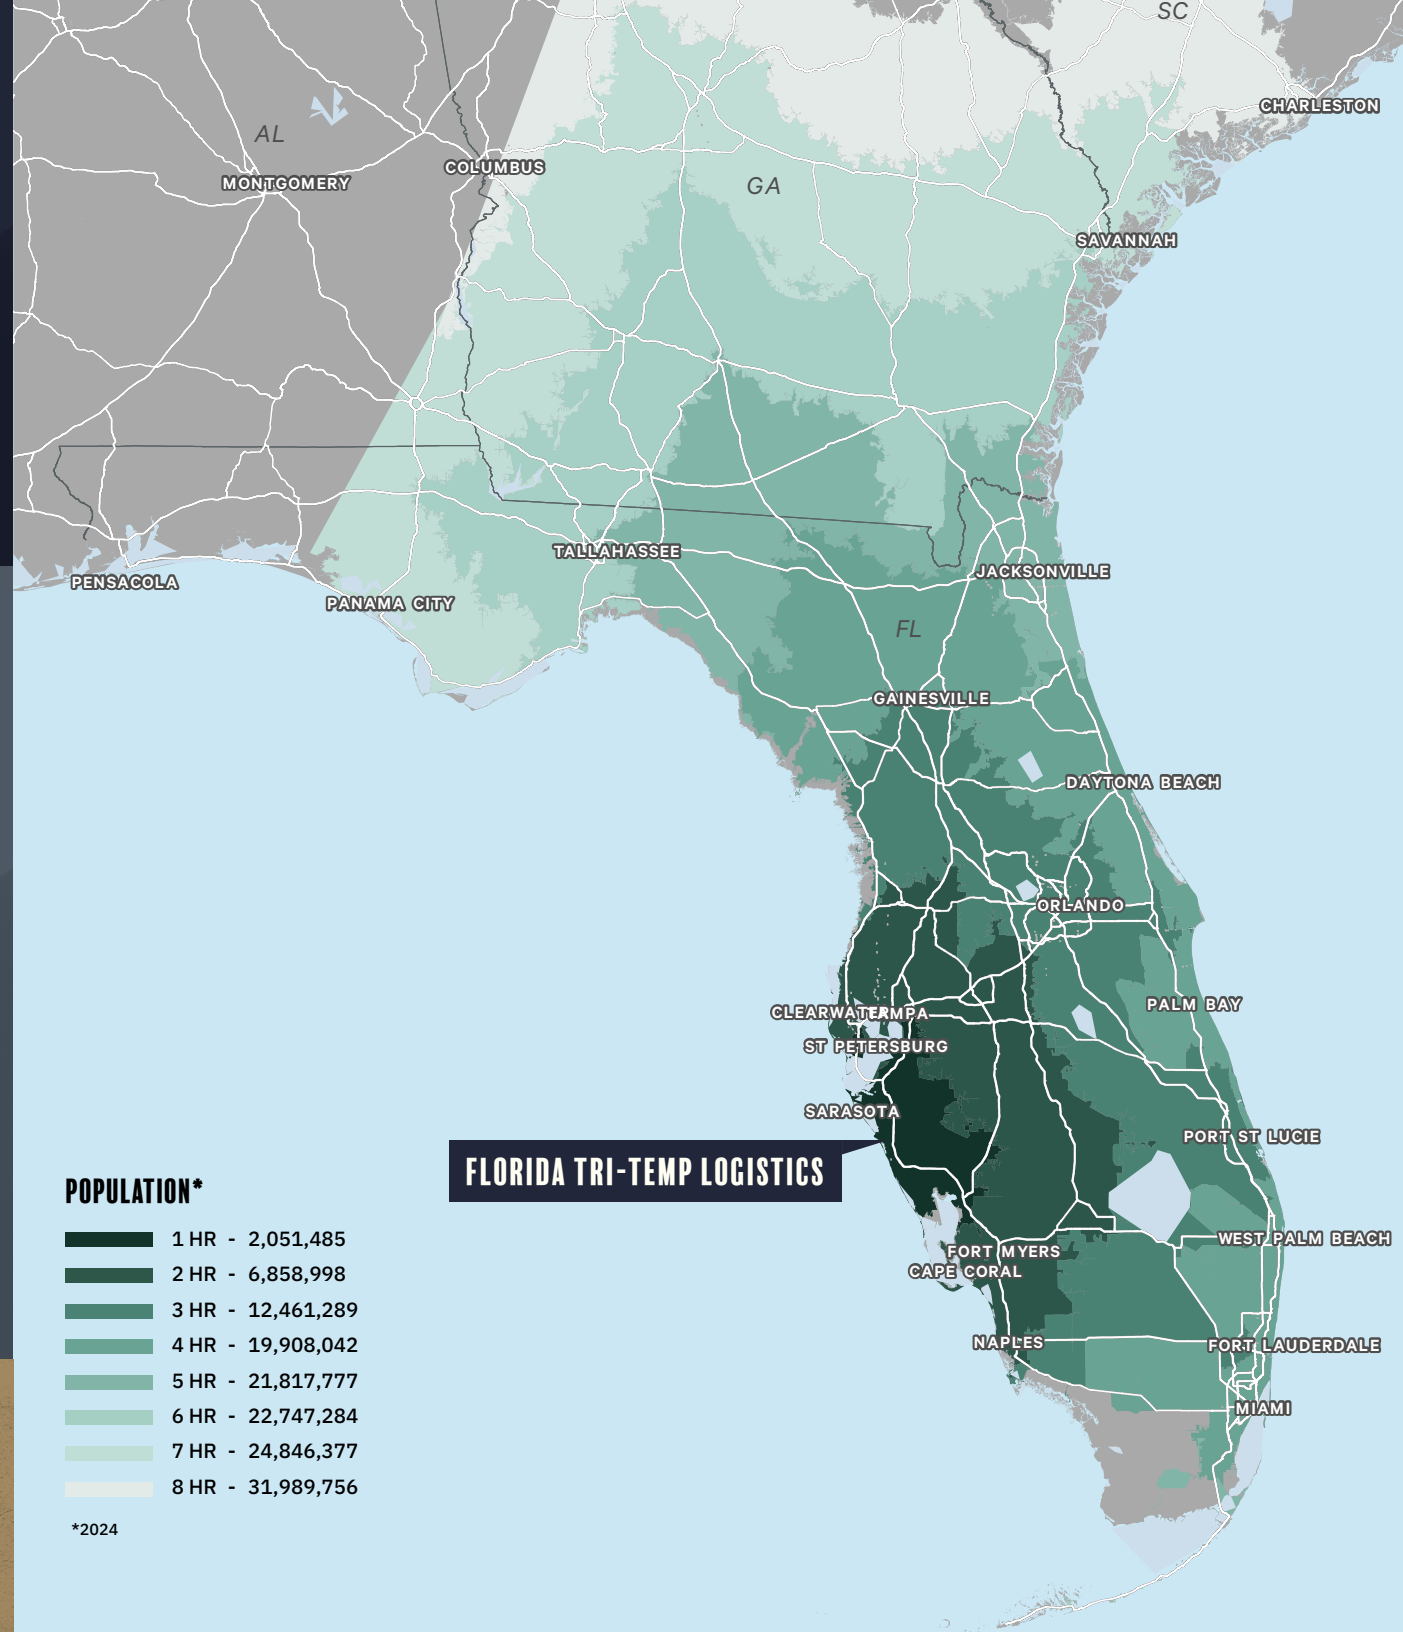 SC
CHARLESTON
AL
COLUMBUS
MONTGOMERY
GA
SAVANNAH
TALLAHASSEE
JACKSONVILLE
PENSACOLA
PANAMA CITY
FL
GAINESVILLE
DAYTONA BEACH
ORLANDO
PALM BAY
CLEARWATER
TAMPA
ST PETERSBURG
SARASOTA
PORT ST LUCIE
FLORIDA TRI-TEMP LOGISTICS
WEST PALM BEACH
FORT MYERS
CAPE CORAL
NAPLES
FORT LAUDERDALE
MIAMI
POPULATION*
1 HR - 2,051,485
2 HR - 6,858,998
3 HR - 12,461,289
4 HR - 19,908,042
5 HR - 21,817,777
6 HR - 22,747,284
7 HR - 24,846,377
8 HR - 31,989,756
*2024